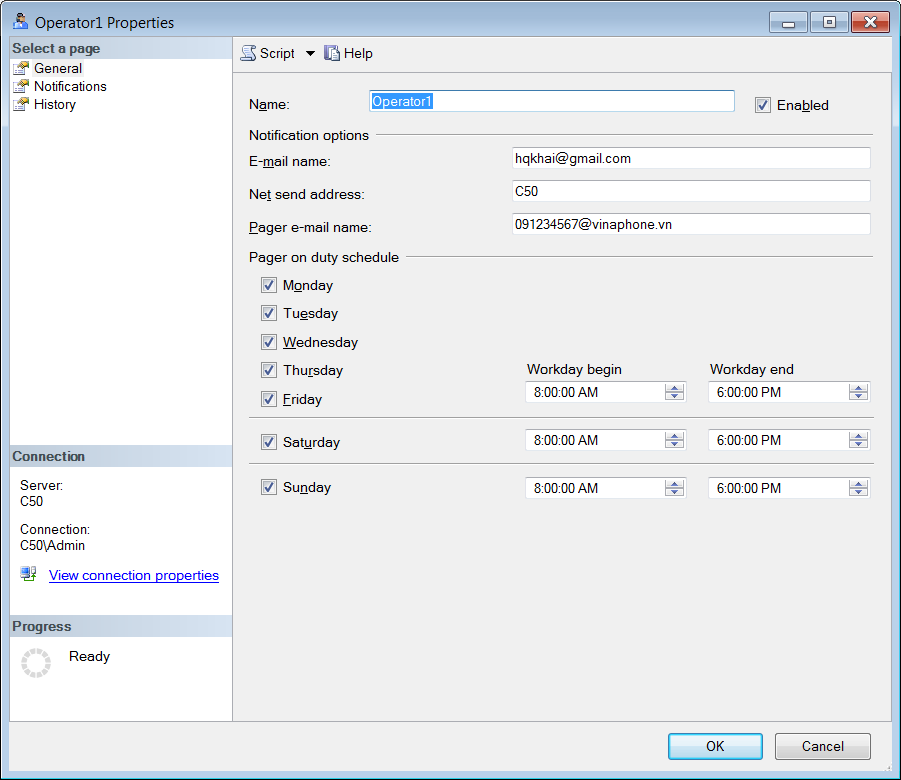 Operator1 Properties
Select a page
General
Notifications
History
Script Help
Name: Operator1 Enabled
Notification options
E-mail name: hqkhai@gmail.com
Net send address: C50
Pager e-mail name: 091234567@vinaphone.vn
Pager on duty schedule
Monday
Tuesday
Wednesday
Thursday Workday begin Workday end
Friday 8:00:00 AM 6:00:00 PM
Saturday 8:00:00 AM 6:00:00 PM
Sunday 8:00:00 AM 6:00:00 PM
Connection
Server:
C50
Connection:
C50\Admin
View connection properties
Progress
Ready
OK Cancel